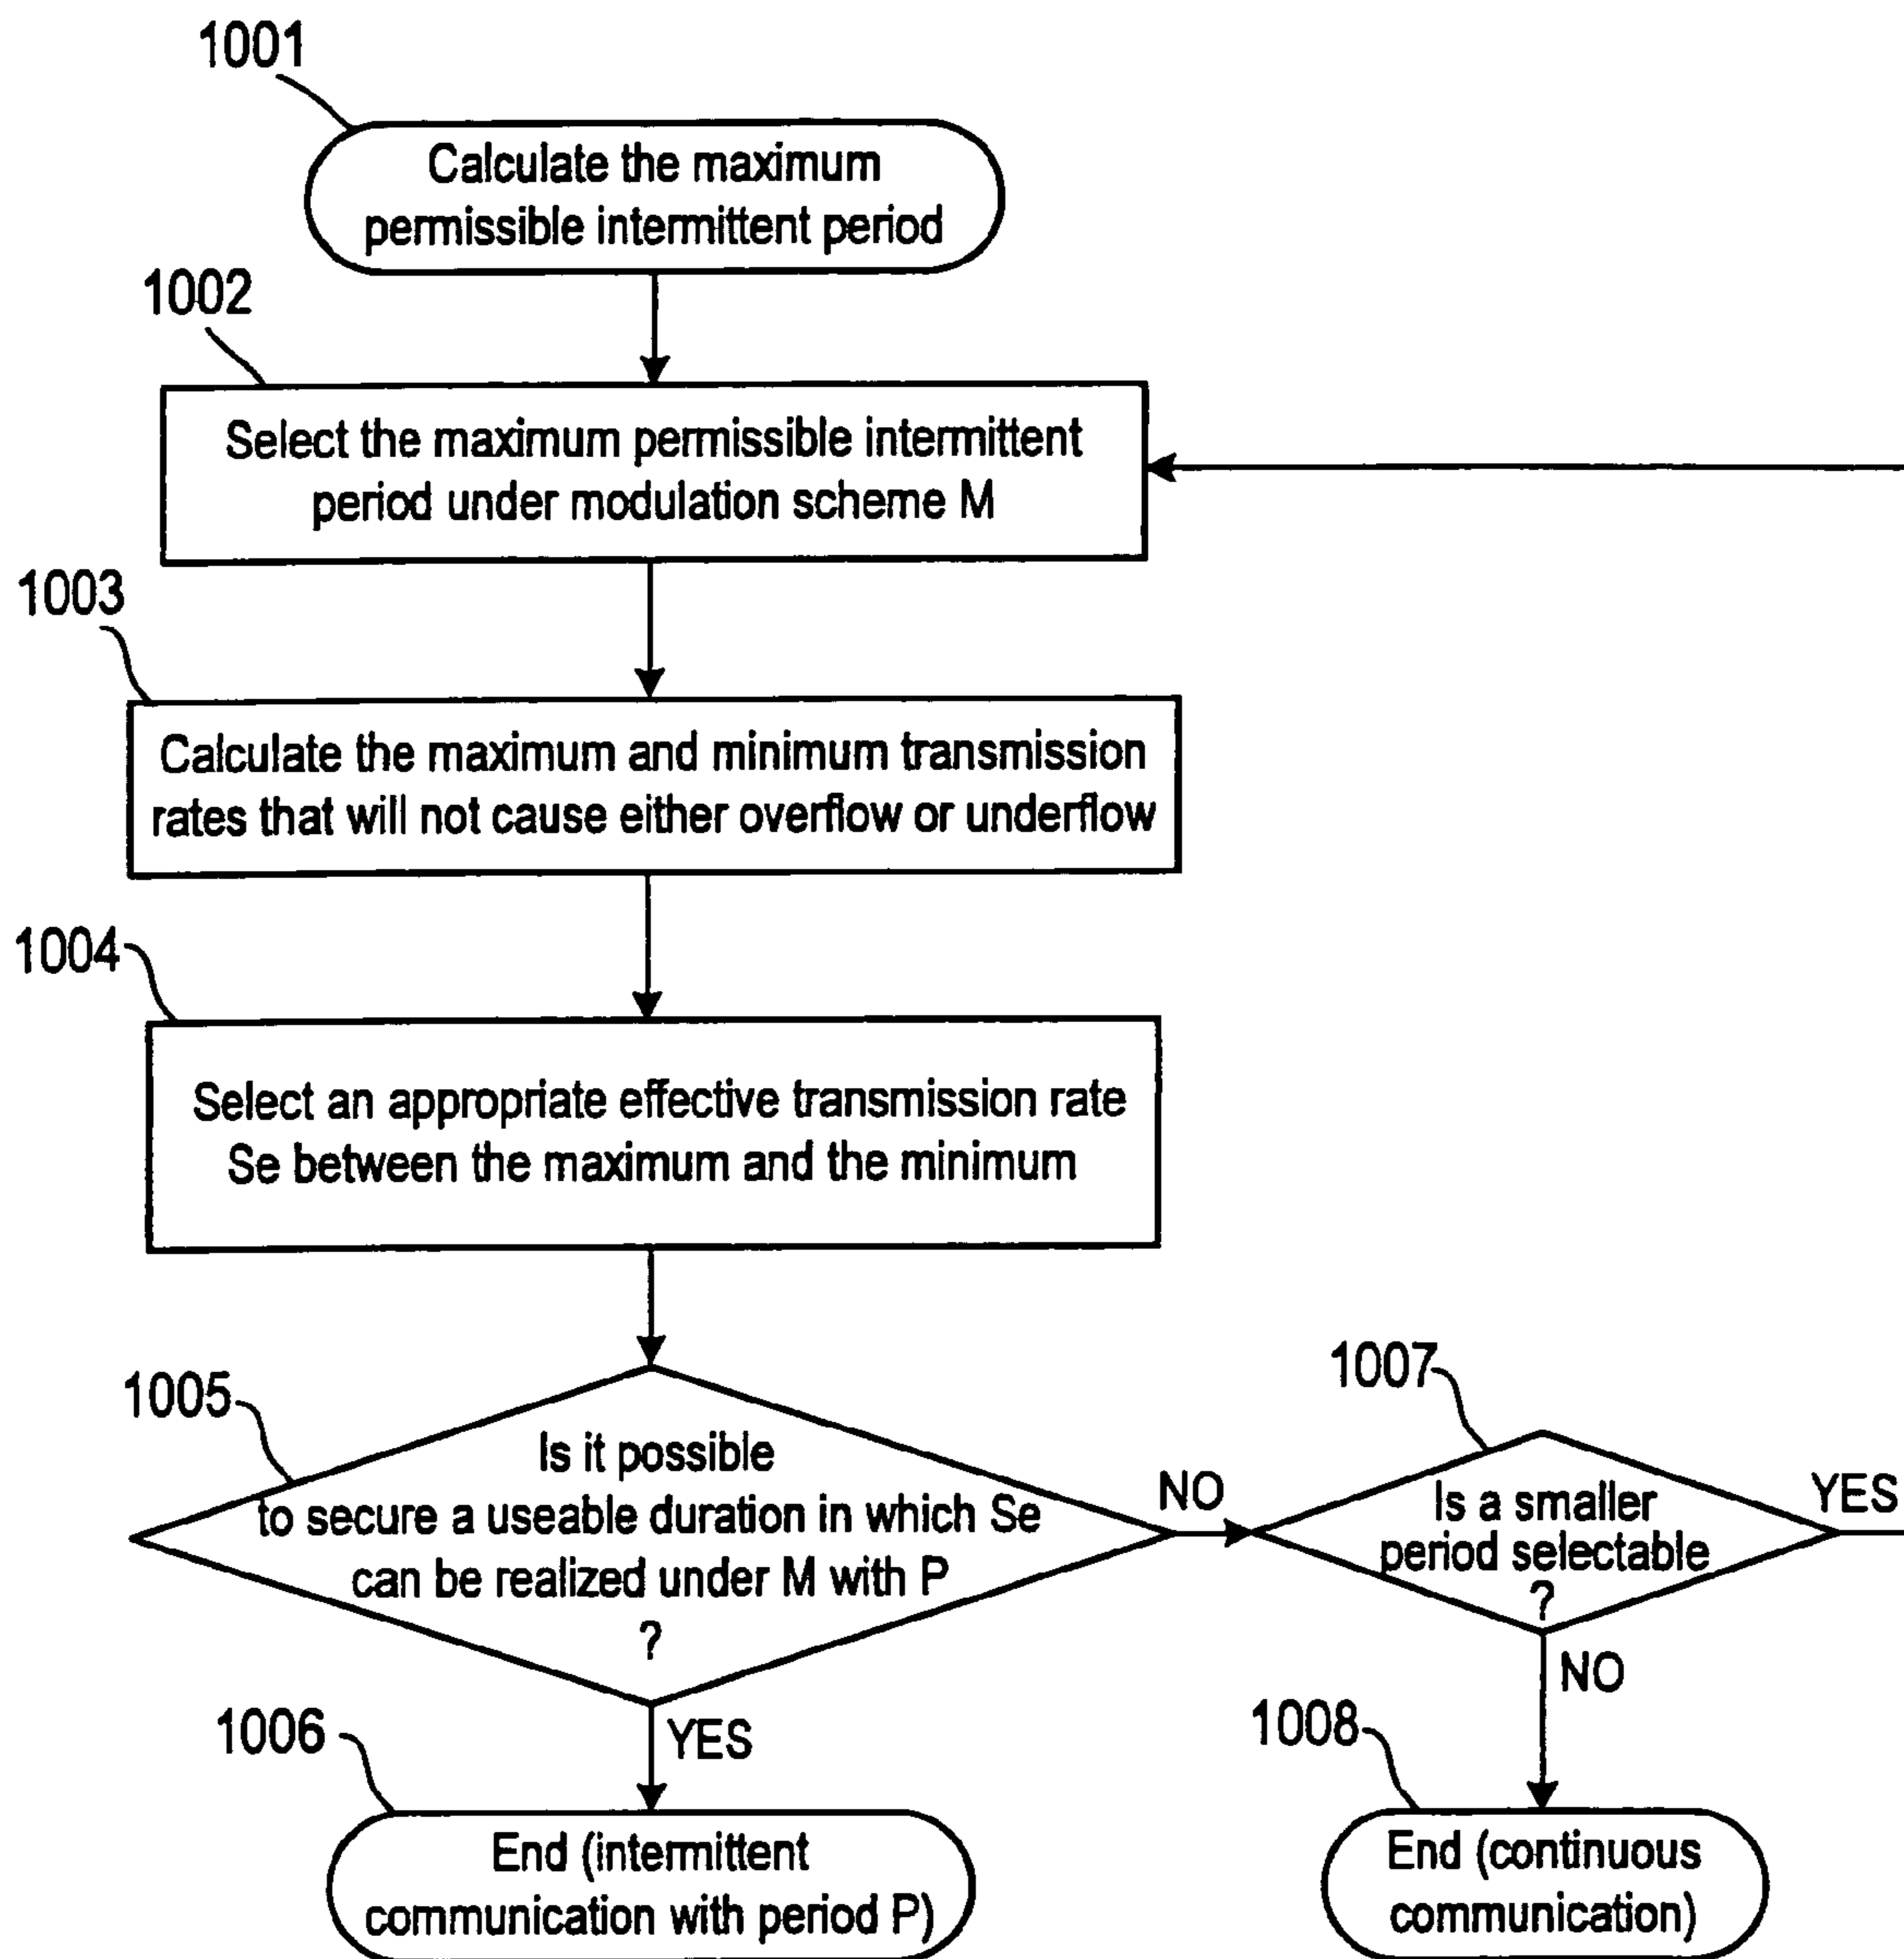 1001
Calculate the maximum
permissible intermittent period
1002
Select the maximum permissible intermittent
period under modulation scheme M
1003
Calculate the maximum and minimum transmission
rates that will not cause either overflow or underflow
1004
Select an appropriate effective transmission rate
Se between the maximum and the minimum
1005
Is it possible
to secure a useable duration in which Se
can be realized under M with P
?
NO
1007
Is a smaller
period selectable
?
YES
NO
YES
1006
End (intermittent
communication with period P)
1008
End (continuous
communication)